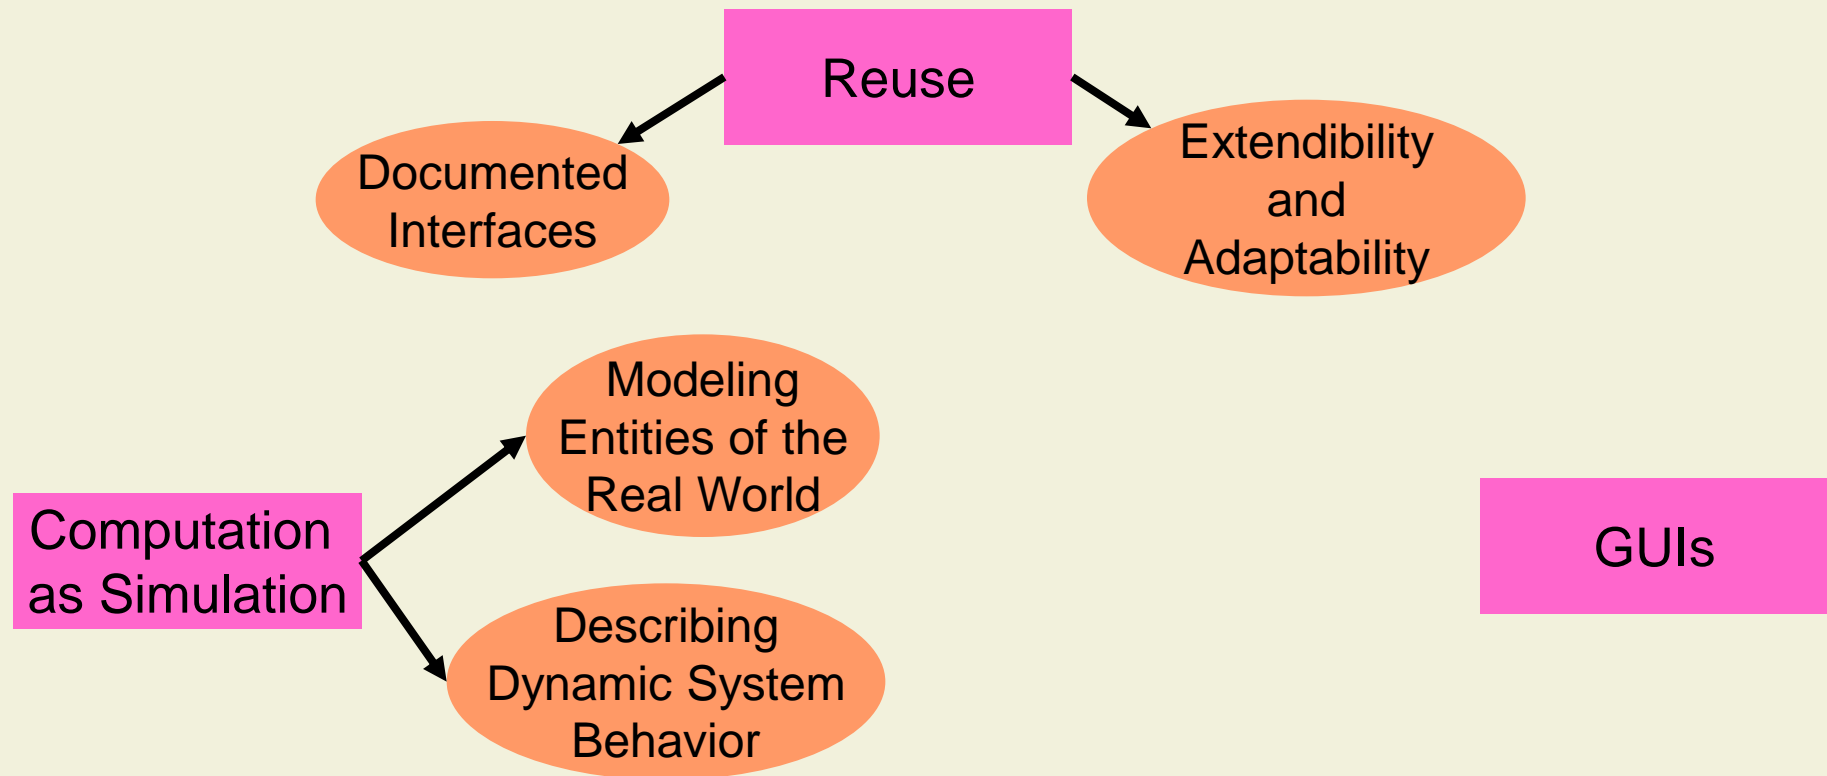 Reuse
Documented
Interfaces
Extendibility
and
Adaptability
Modeling
Entities of the
Real World
Computation
as Simulation
GUIs
Describing
Dynamic System
Behavior